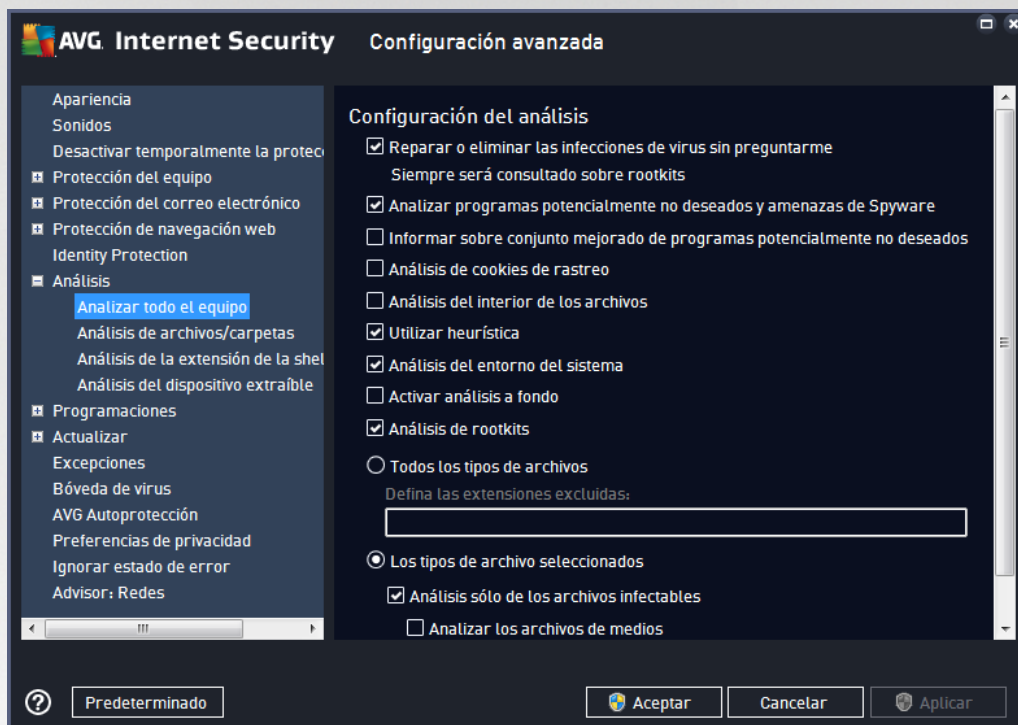 AVG. Internet Security
Configuración avanzada
Apariencia
Sonidos
Desactivar temporalmente la protec
Protección del equipo
Protección del correo electrónico
Protección de navegación web
Identity Protection
Análisis
Analizar todo el equipo
Análisis de archivos/carpetas
Análisis de la extensión de la shel
Análisis del dispositivo extraíble
Programaciones
Actualizar
Excepciones
Bóveda de virus
AVG Autoprotección
Preferencias de privacidad
Ignorar estado de error
Advisor: Redes
Configuración del análisis
Reparar o eliminar las infecciones de virus sin preguntarme
Siempre será consultado sobre rootkits
Analizar programas potencialmente no deseados y amenazas de Spyware
Informar sobre conjunto mejorado de programas potencialmente no deseados
Análisis de cookies de rastreo
Análisis del interior de los archivos
Utilizar heurística
Análisis del entorno del sistema
Activar análisis a fondo
Análisis de rootkits
Todos los tipos de archivos
Defina las extensiones excluidas:
Los tipos de archivo seleccionados
Análisis sólo de los archivos infectables
Analizar los archivos de medios
Predeterminado
Aceptar
Cancelar
Aplicar